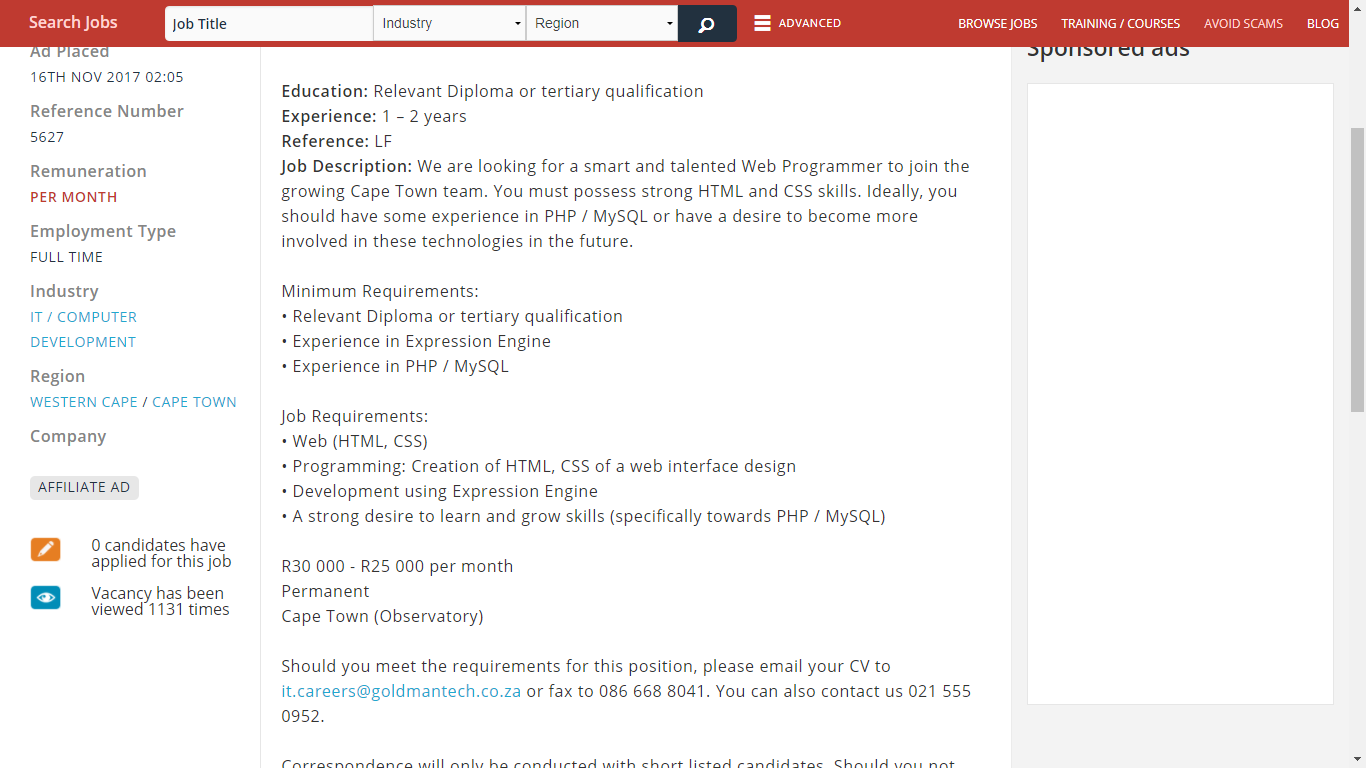 Search Jobs
Job Title
Industry
Region
ADVANCED
BROWSE JOBS
TRAINING / COURSES
AVOID SCAMS
BLOG
Ad Placed
16TH NOV 2017 02:05
Reference Number
5627
Remuneration
PER MONTH
Employment Type
FULL TIME
Industry
IT / COMPUTER
DEVELOPMENT
Region
WESTERN CAPE / CAPE TOWN
Company
AFFILIATE AD
0 candidates have
applied for this job
Vacancy has been
viewed 1131 times
Education: Relevant Diploma or tertiary qualification
Experience: 1 – 2 years
Reference: LF
Job Description: We are looking for a smart and talented Web Programmer to join the
growing Cape Town team. You must possess strong HTML and CSS skills. Ideally, you
should have some experience in PHP / MySQL or have a desire to become more
involved in these technologies in the future.
Minimum Requirements:
• Relevant Diploma or tertiary qualification
• Experience in Expression Engine
• Experience in PHP / MySQL
Job Requirements:
• Web (HTML, CSS)
• Programming: Creation of HTML, CSS of a web interface design
• Development using Expression Engine
• A strong desire to learn and grow skills (specifically towards PHP / MySQL)
R30 000 - R25 000 per month
Permanent
Cape Town (Observatory)
Should you meet the requirements for this position, please email your CV to
it.careers@goldmantech.co.za or fax to 086 668 8041. You can also contact us 021 555
0952.
Correspondence will only be conducted with short listed candidates. Should you not
Sponsored ads